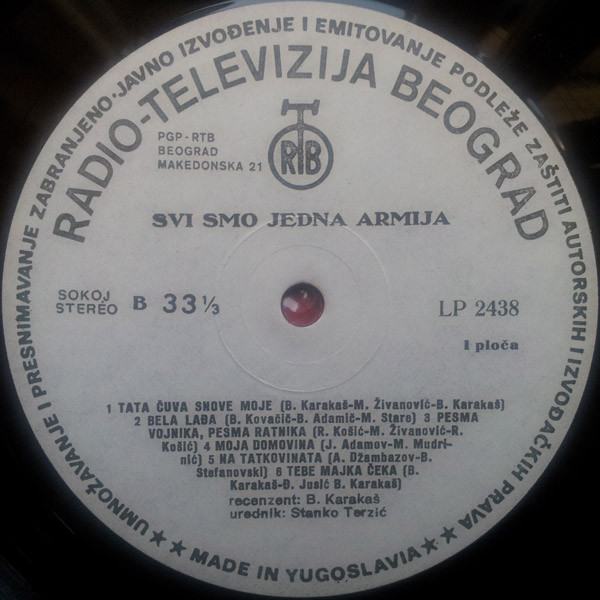 UMNOŽAVANJE I PRESNIMAVANJE ZABRANJENO·JAVNO IZVOĐENJE I EMITOVANJE PODLEŽE ZAŠTITI AUTORSKIH I IZVOĐAČKIH PRAVA
RADIO-TELEVIZIJA BEOGRAD
PGP-RTB
BEOGRAD
MAKEDONSKA 21
RTB
SVI SMO JEDNA ARMIJA
SOKOJ
STEREO B 33⅓
LP 2438
I ploča
1 TATA ČUVA SNOVE MOJE (B. Karakaš-M. Živanović-B. Karakaš)
2 BELA LAĐA (B. Kovačič-B. Adamič-M. Stare) 3 PESMA
VOJNIKA, PESMA RATNIKA (R. Košić-M. Živanović-R.
Košić) 4 MOJA DOMOVINA (J. Adamov-M. Mudri-
nić) 5 NA TATKOVINATA (A. Džambazov-B.
Stefanovski) 6 TEBE MAJKA ČEKA (B.
Karakaš-Đ. Jusić B. Karakaš)
recenzent: B. Karakaš
urednik: Stanko Terzić
★★ MADE IN YUGOSLAVIA ★★